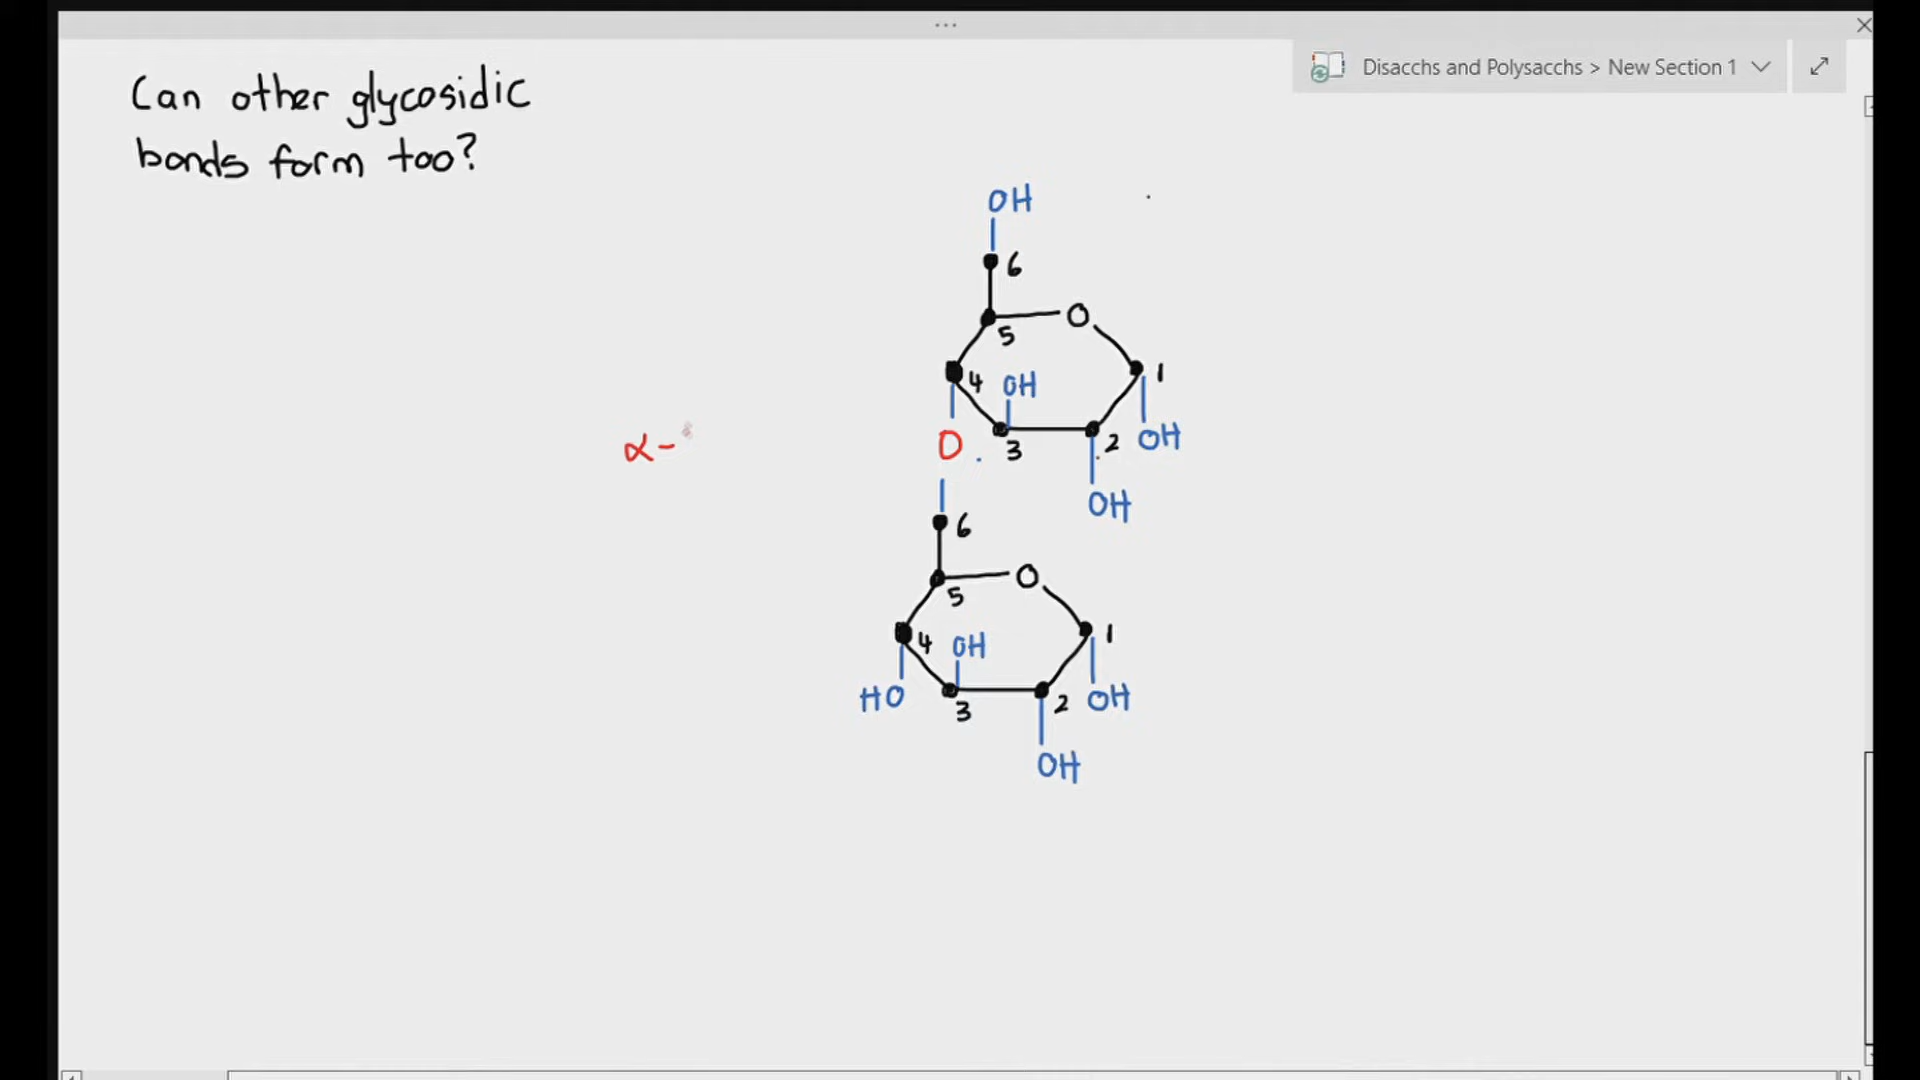 ...
Disacchs and Polysacchs > New Section 1
Can other glycosidic
bonds form too?
OH
6
O
5
1
4 OH
α-
O
3
2 OH
OH
6
O
5
1
4 OH
HO
3
2 OH
OH